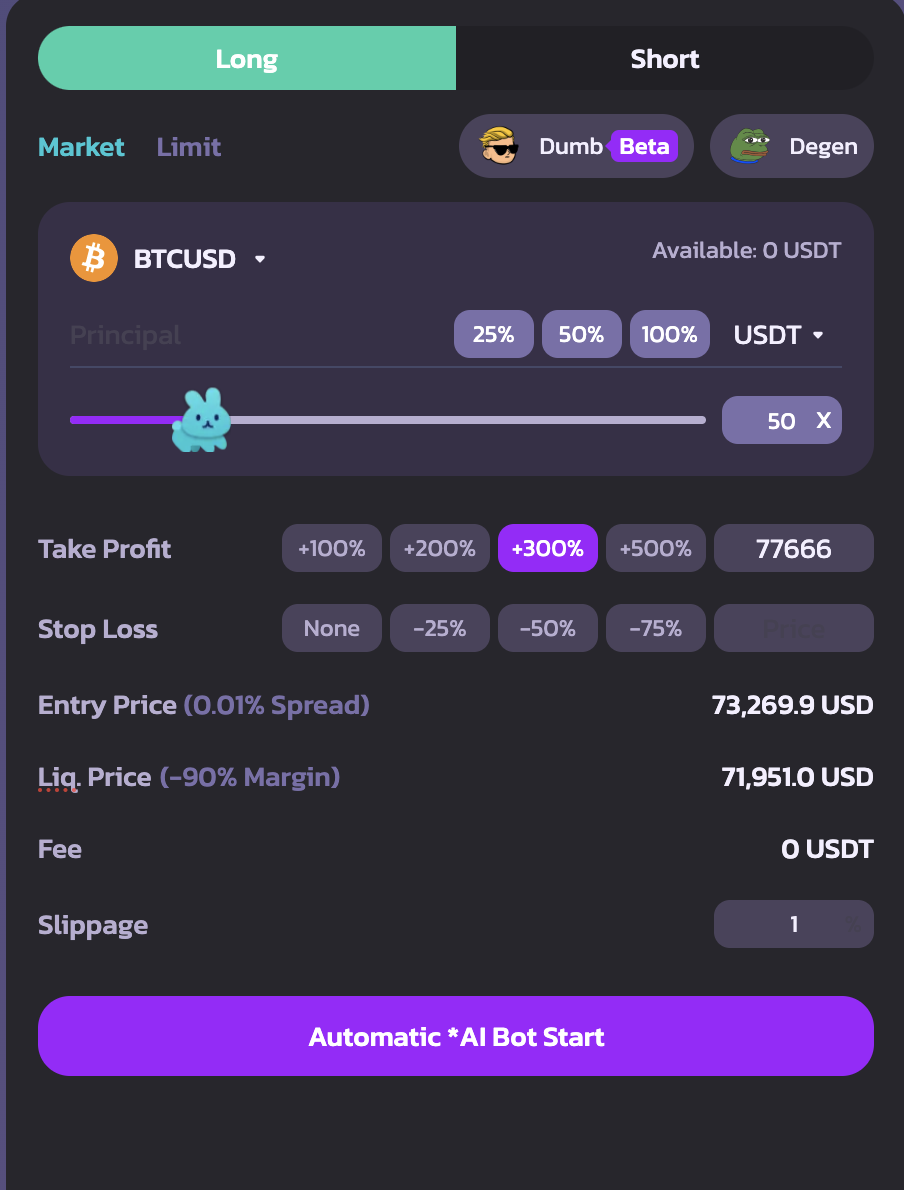 Long Short
Market Limit Dumb Beta Degen
BTCUSD Available: 0 USDT
Principal 25% 50% 100% USDT
50 X
Take Profit +100% +200% +300% +500% 77666
Stop Loss None -25% -50% -75% Price
Entry Price (0.01% Spread) 73,269.9 USD
Liq. Price (-90% Margin) 71,951.0 USD
Fee 0 USDT
Slippage 1 %
Automatic *AI Bot Start